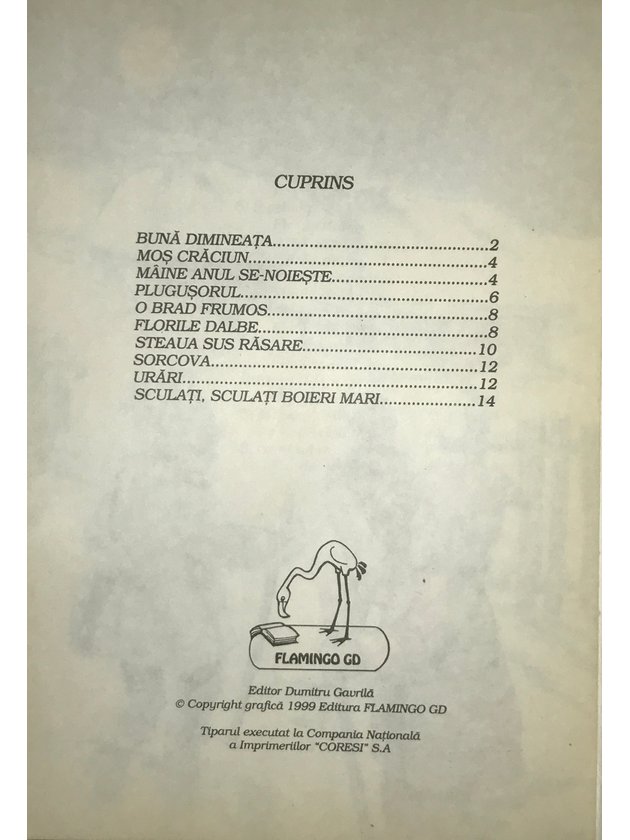 CUPRINS
BUNĂ DIMINEAȚA..................................................2
MOȘ CRĂCIUN.......................................................4
MÂINE ANUL SE-NOIEȘTE....................................4
PLUGUȘORUL.........................................................6
O BRAD FRUMOS...................................................8
FLORILE DALBE.....................................................8
STEAUA SUS RĂSARE........................................10
SORCOVA..............................................................12
URĂRI.....................................................................12
SCULAȚI, SCULAȚI BOIERI MARI......................14
FLAMINGO GD
Editor Dumitru Gavrilă
© Copyright grafică 1999 Editura FLAMINGO GD
Tiparul executat la Compania Națională
a Imprimeriilor "CORESI" S.A